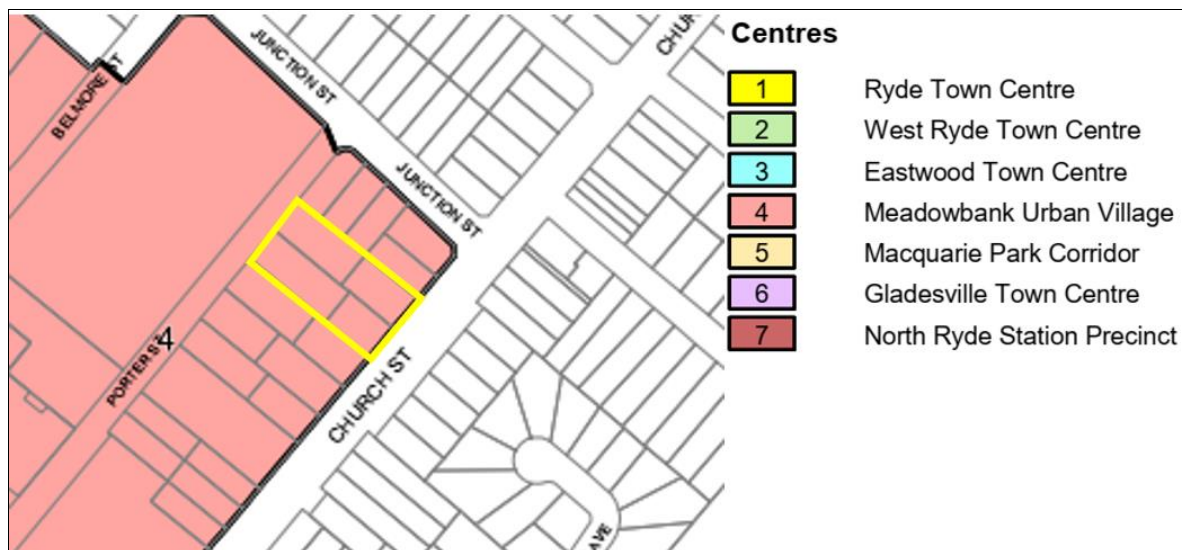 JUNCTION ST
BELMORE ST
JUNCTION ST
4
PORTER ST
CHURCH ST
AVE
Centres
1 Ryde Town Centre
2 West Ryde Town Centre
3 Eastwood Town Centre
4 Meadowbank Urban Village
5 Macquarie Park Corridor
6 Gladesville Town Centre
7 North Ryde Station Precinct